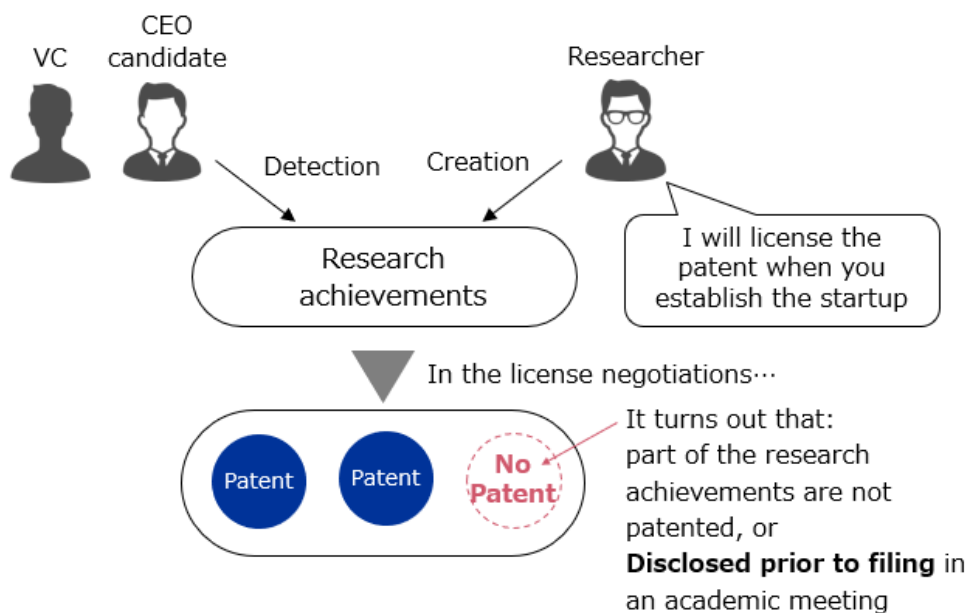 VC
CEO
candidate
Researcher
Detection
Creation
Research
achievements
I will license the
patent when you
establish the startup
In the license negotiations…
Patent
Patent
No
Patent
It turns out that:
part of the research
achievements are not
patented, or
Disclosed prior to filing in
an academic meeting